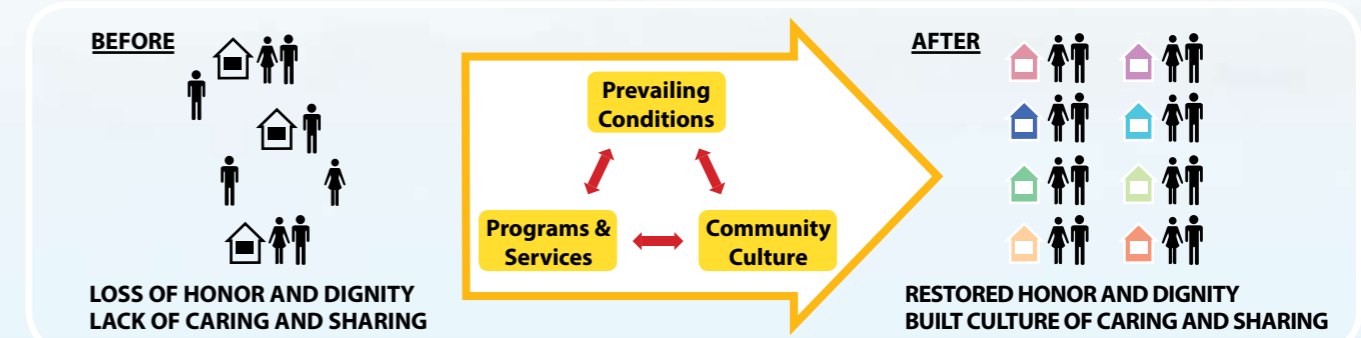 BEFORE
LOSS OF HONOR AND DIGNITY
LACK OF CARING AND SHARING
Prevailing
Conditions
Programs &
Services
Community
Culture
AFTER
RESTORED HONOR AND DIGNITY
BUILT CULTURE OF CARING AND SHARING